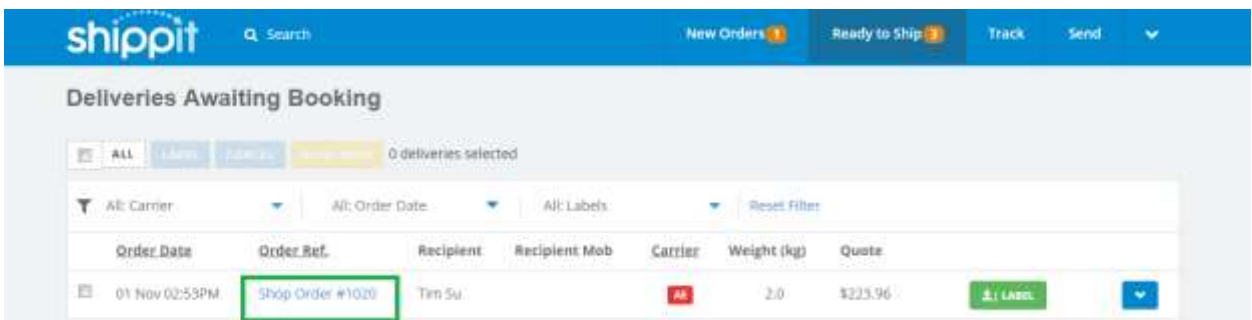 shippit Search New Orders 1 Ready to Ship 3 Track Send
Deliveries Awaiting Booking
ALL LABEL CANCEL 0 deliveries selected
All: Carrier All: Order Date All: Labels Reset Filter
Order Date Order Ref. Recipient Recipient Mob Carrier Weight (kg) Quote
01 Nov 02:53PM Shop Order #1020 Tim Su 2.0 LABEL